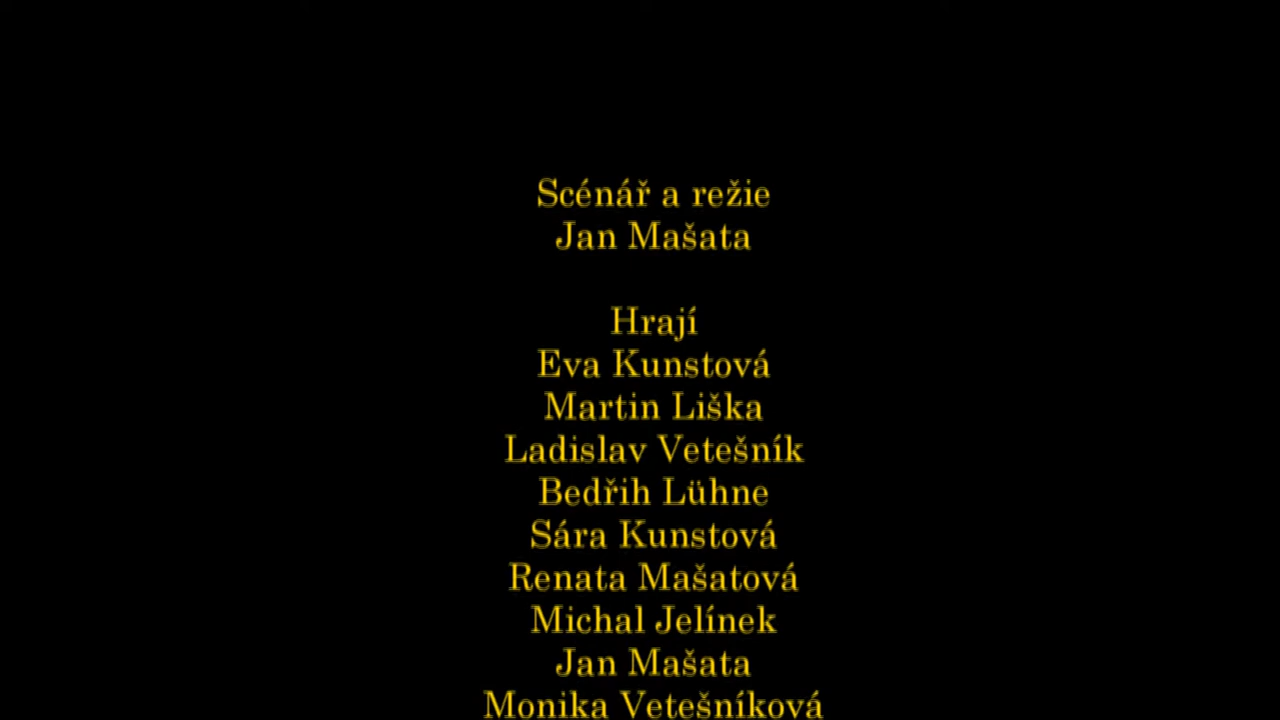 Scénář a režie
Jan Mašata
Hrají
Eva Kunstová
Martin Liška
Ladislav Vetešník
Bedřih Lühne
Sára Kunstová
Renata Mašatová
Michal Jelínek
Jan Mašata
Monika Vetešníková